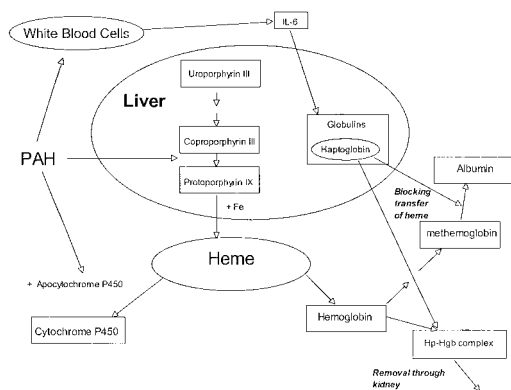 White Blood Cells
IL-6
Uroporphyrin III
Liver
Globulins
Haptoglobin
Coproporphyrin III
PAH
Protoporphyin IX
Albumin
Blocking
transfer
of heme
+ Fe
methemoglobin
Heme
+ Apocytochrome P450
Cytochrome P450
Hemoglobin
Hp-Hgb complex
Removal through
kidney